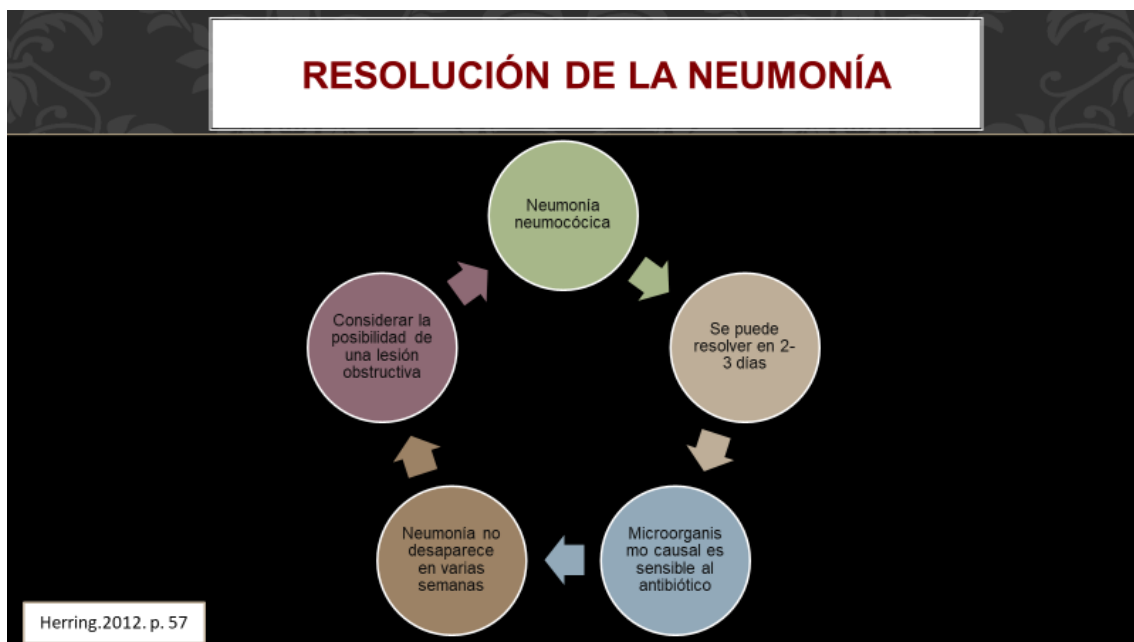 RESOLUCIÓN DE LA NEUMONÍA
Neumonía
neumocócica
Se puede
resolver en 2-
3 días
Microorganis
mo causal es
sensible al
antibiótico
Neumonía no
desaparece
en varias
semanas
Considerar la
posibilidad de
una lesión
obstructiva
Herring.2012. p. 57